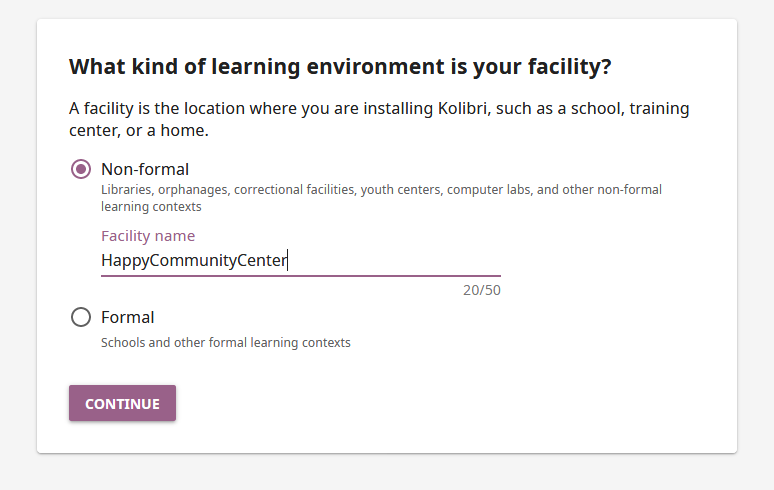 What kind of learning environment is your facility?
A facility is the location where you are installing Kolibri, such as a school, training
center, or a home.
Non-formal
Libraries, orphanages, correctional facilities, youth centers, computer labs, and other non-formal
learning contexts
Facility name
HappyCommunityCenter
20/50
Formal
Schools and other formal learning contexts
CONTINUE